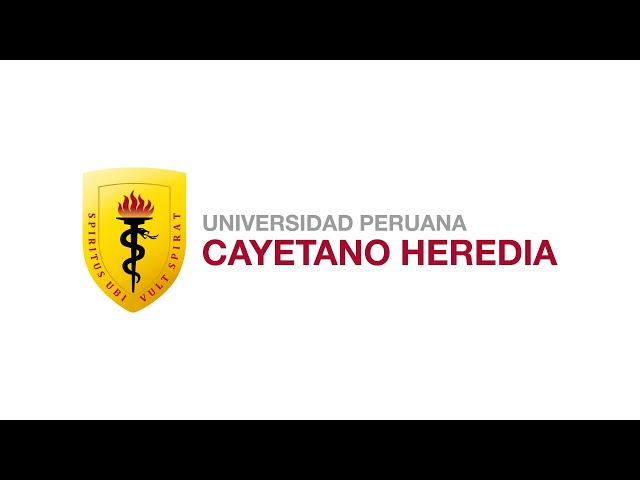 SPIRITUS UBI VULT SPIRAT
UNIVERSIDAD PERUANA
CAYETANO HEREDIA